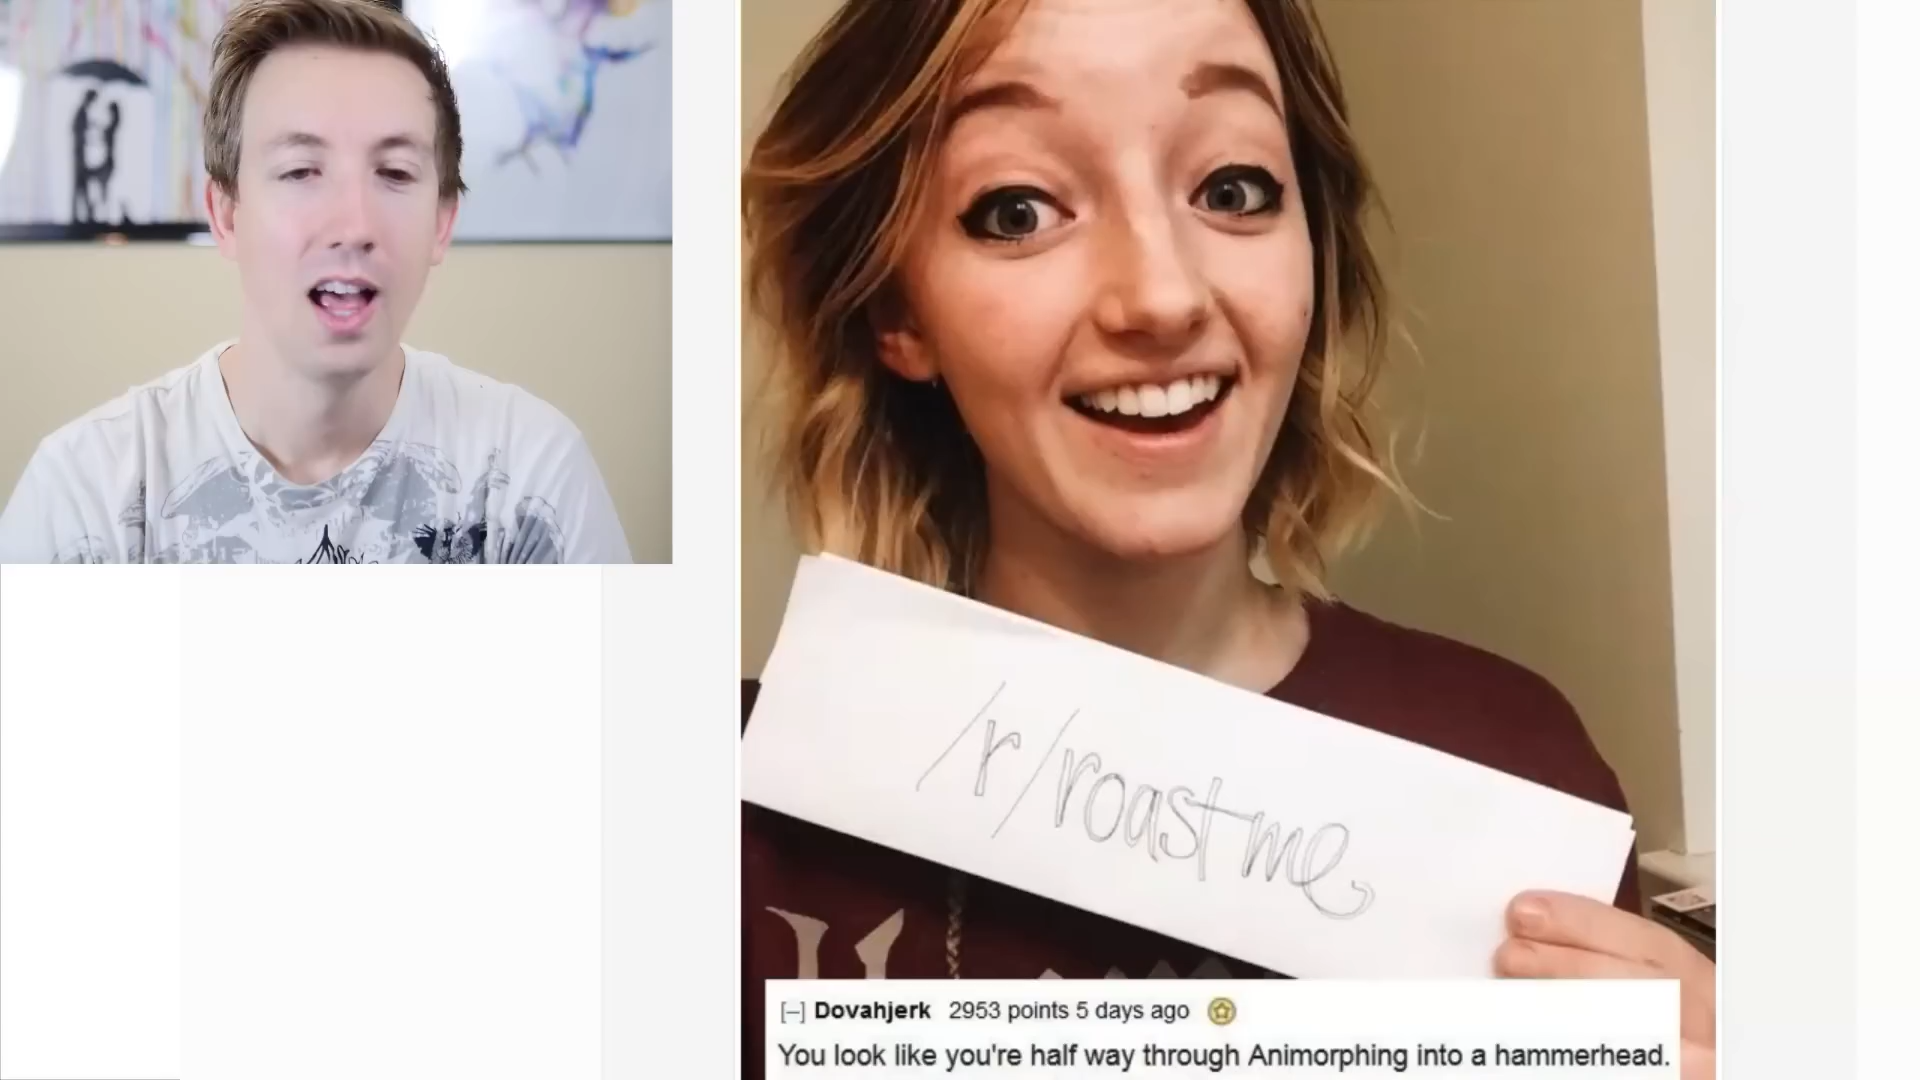 /r/roastme
[–] Dovahjerk 2953 points 5 days ago
You look like you're half way through Animorphing into a hammerhead.